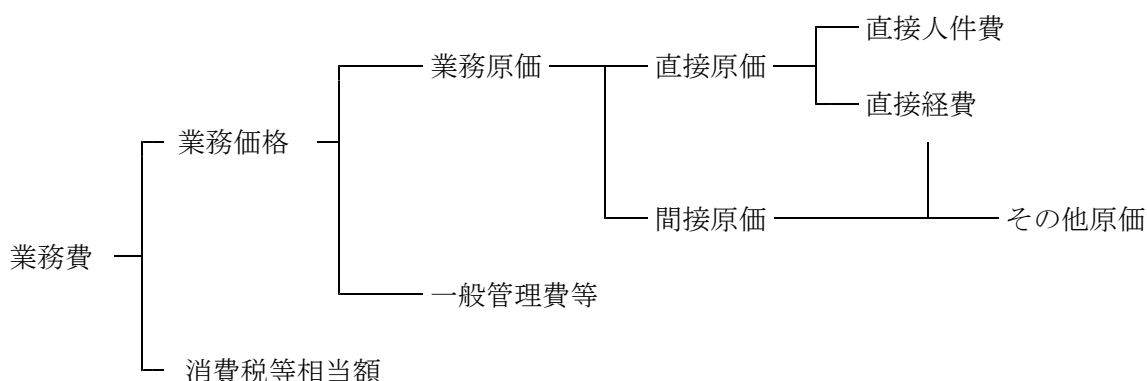 直接人件費
業務原価
直接原価
直接経費
業務価格
間接原価
その他原価
業務費
一般管理費等
消費税等相当額